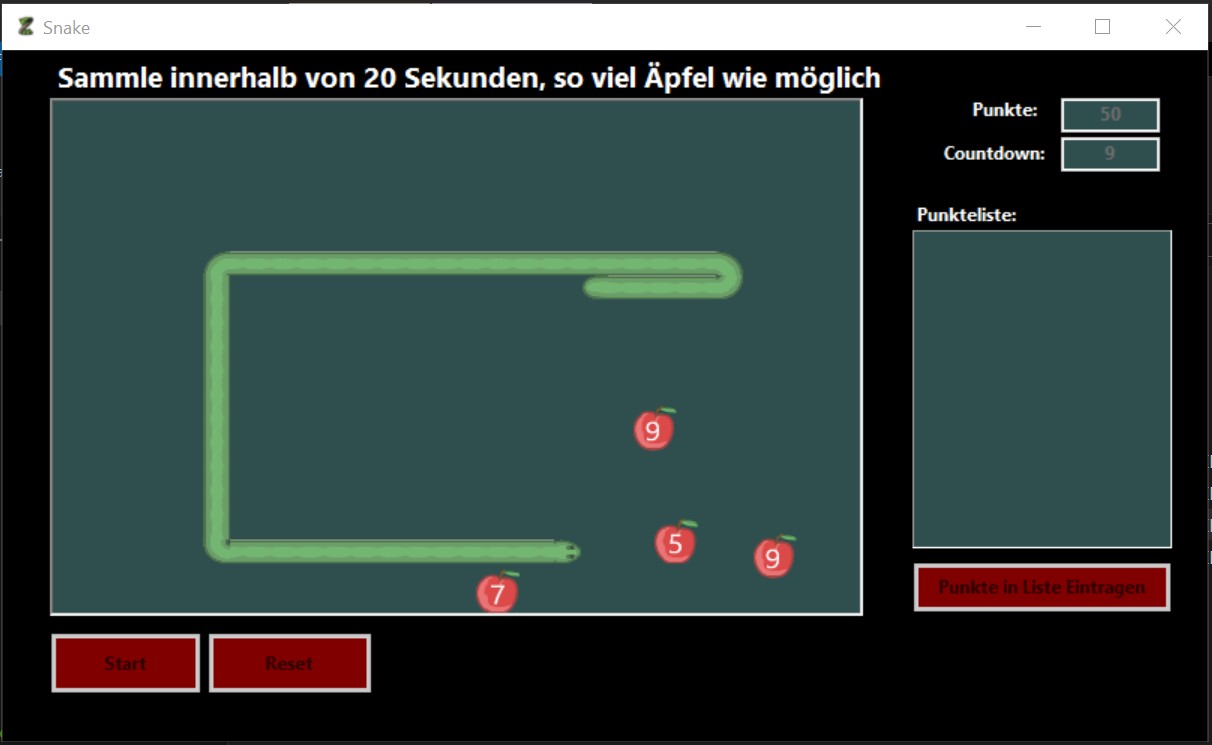 Snake
Sammle innerhalb von 20 Sekunden, so viel Äpfel wie möglich
Punkte: 50
Countdown: 9
Punkteliste:
9
5
9
7
Punkte in Liste Eintragen
Start
Reset